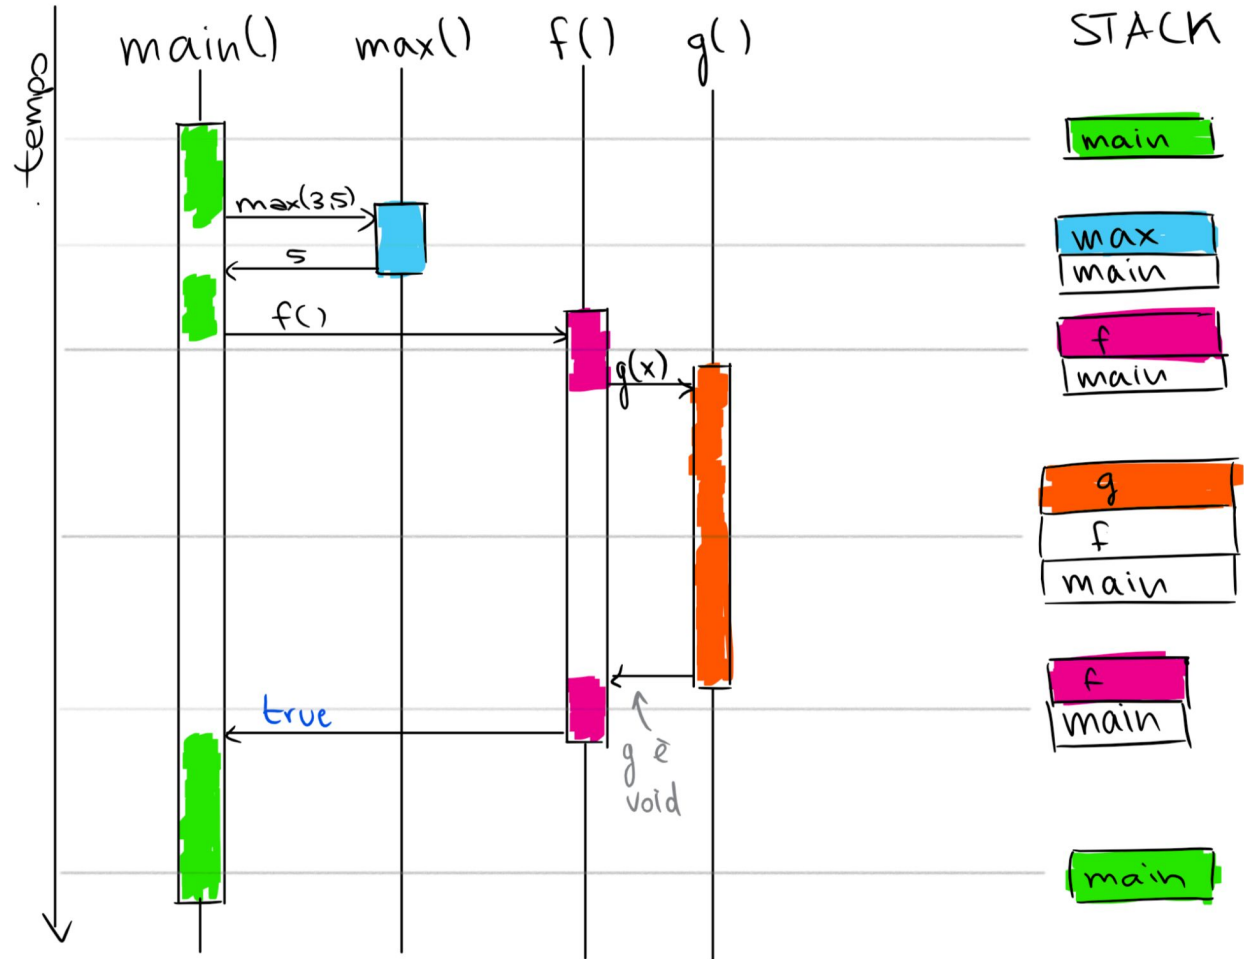 main() max() f() g() STACK
tempo
main
max(3,5)
max
5
main
f()
f
g(x)
main
g
f
main
f
true
main
g è
void
main